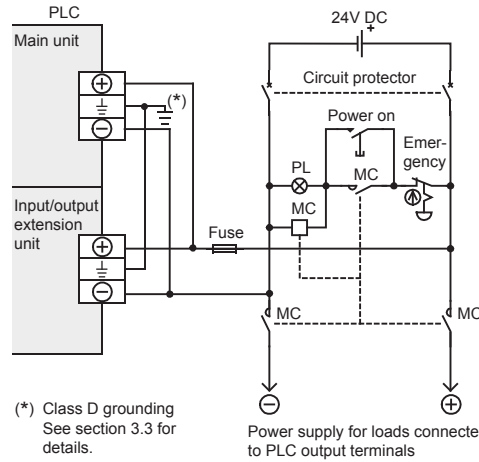 PLC
24V DC
Main unit
(*)
Circuit protector
Power on
Emer-
gency
PL
MC
MC
Input/output
extension
unit
Fuse
MC
MC
(*) Class D grounding
See section 3.3 for
details.
Power supply for loads connecte
to PLC output terminals